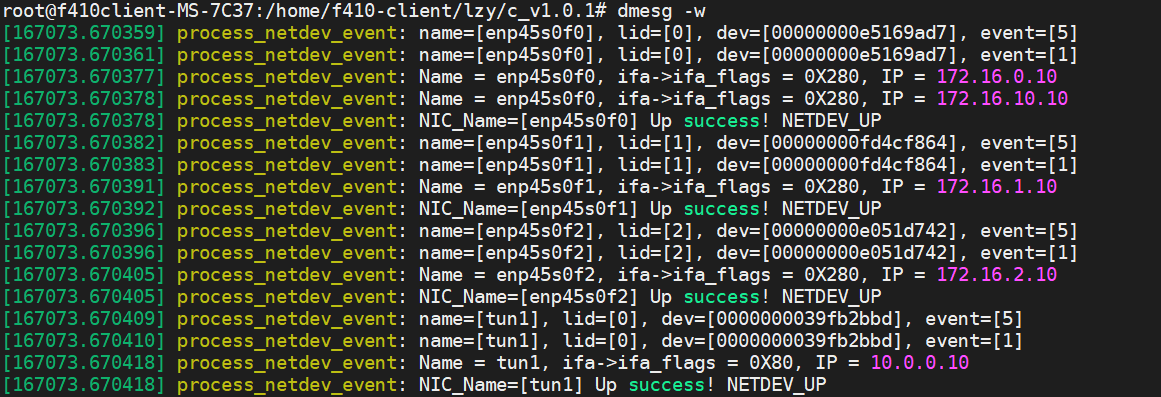 root@f410client-MS-7C37:/home/f410-client/lzy/c_v1.0.1# dmesg -w
[167073.670359] process_netdev_event: name=[enp45s0f0], lid=[0], dev=[00000000e5169ad7], event=[5]
[167073.670361] process_netdev_event: name=[enp45s0f0], lid=[0], dev=[00000000e5169ad7], event=[1]
[167073.670377] process_netdev_event: Name = enp45s0f0, ifa->ifa_flags = 0X280, IP = 172.16.0.10
[167073.670378] process_netdev_event: Name = enp45s0f0, ifa->ifa_flags = 0X280, IP = 172.16.10.10
[167073.670378] process_netdev_event: NIC_Name=[enp45s0f0] Up success! NETDEV_UP
[167073.670382] process_netdev_event: name=[enp45s0f1], lid=[1], dev=[00000000fd4cf864], event=[5]
[167073.670383] process_netdev_event: name=[enp45s0f1], lid=[1], dev=[00000000fd4cf864], event=[1]
[167073.670391] process_netdev_event: Name = enp45s0f1, ifa->ifa_flags = 0X280, IP = 172.16.1.10
[167073.670392] process_netdev_event: NIC_Name=[enp45s0f1] Up success! NETDEV_UP
[167073.670396] process_netdev_event: name=[enp45s0f2], lid=[2], dev=[00000000e051d742], event=[5]
[167073.670396] process_netdev_event: name=[enp45s0f2], lid=[2], dev=[00000000e051d742], event=[1]
[167073.670405] process_netdev_event: Name = enp45s0f2, ifa->ifa_flags = 0X280, IP = 172.16.2.10
[167073.670405] process_netdev_event: NIC_Name=[enp45s0f2] Up success! NETDEV_UP
[167073.670409] process_netdev_event: name=[tun1], lid=[0], dev=[0000000039fb2bbd], event=[5]
[167073.670410] process_netdev_event: name=[tun1], lid=[0], dev=[0000000039fb2bbd], event=[1]
[167073.670418] process_netdev_event: Name = tun1, ifa->ifa_flags = 0X80, IP = 10.0.0.10
[167073.670418] process_netdev_event: NIC_Name=[tun1] Up success! NETDEV_UP